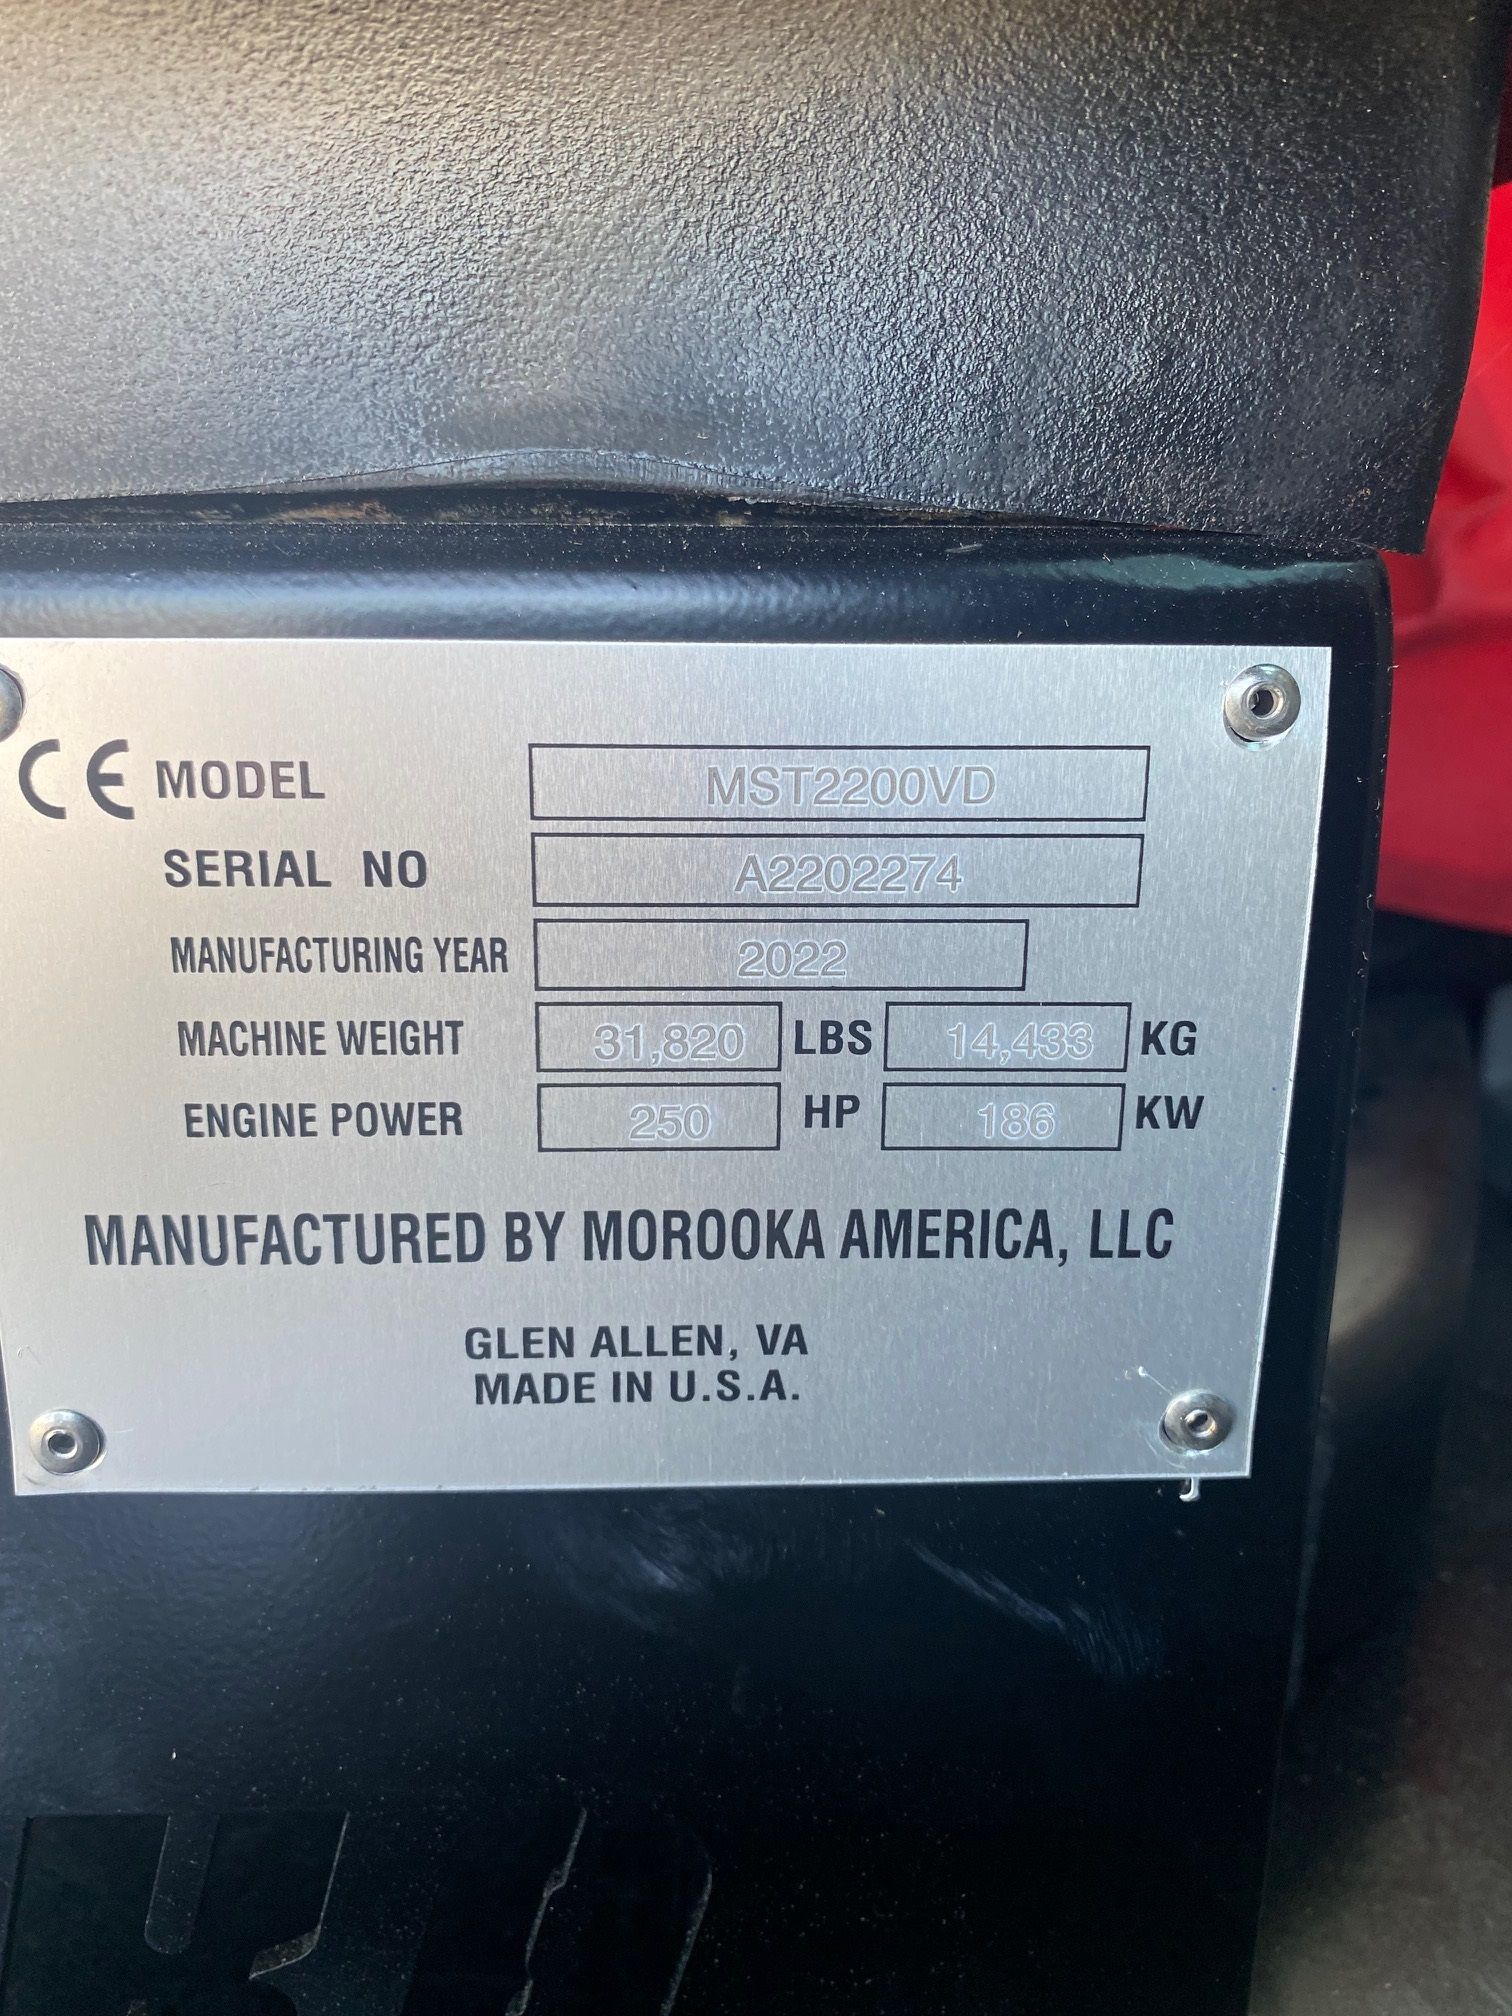 CE MODEL MST2200VD
SERIAL NO A2202274
MANUFACTURING YEAR 2022
MACHINE WEIGHT 31,820 LBS 14,433 KG
ENGINE POWER 250 HP 186 KW
MANUFACTURED BY MOROOKA AMERICA, LLC
GLEN ALLEN, VA
MADE IN U.S.A.